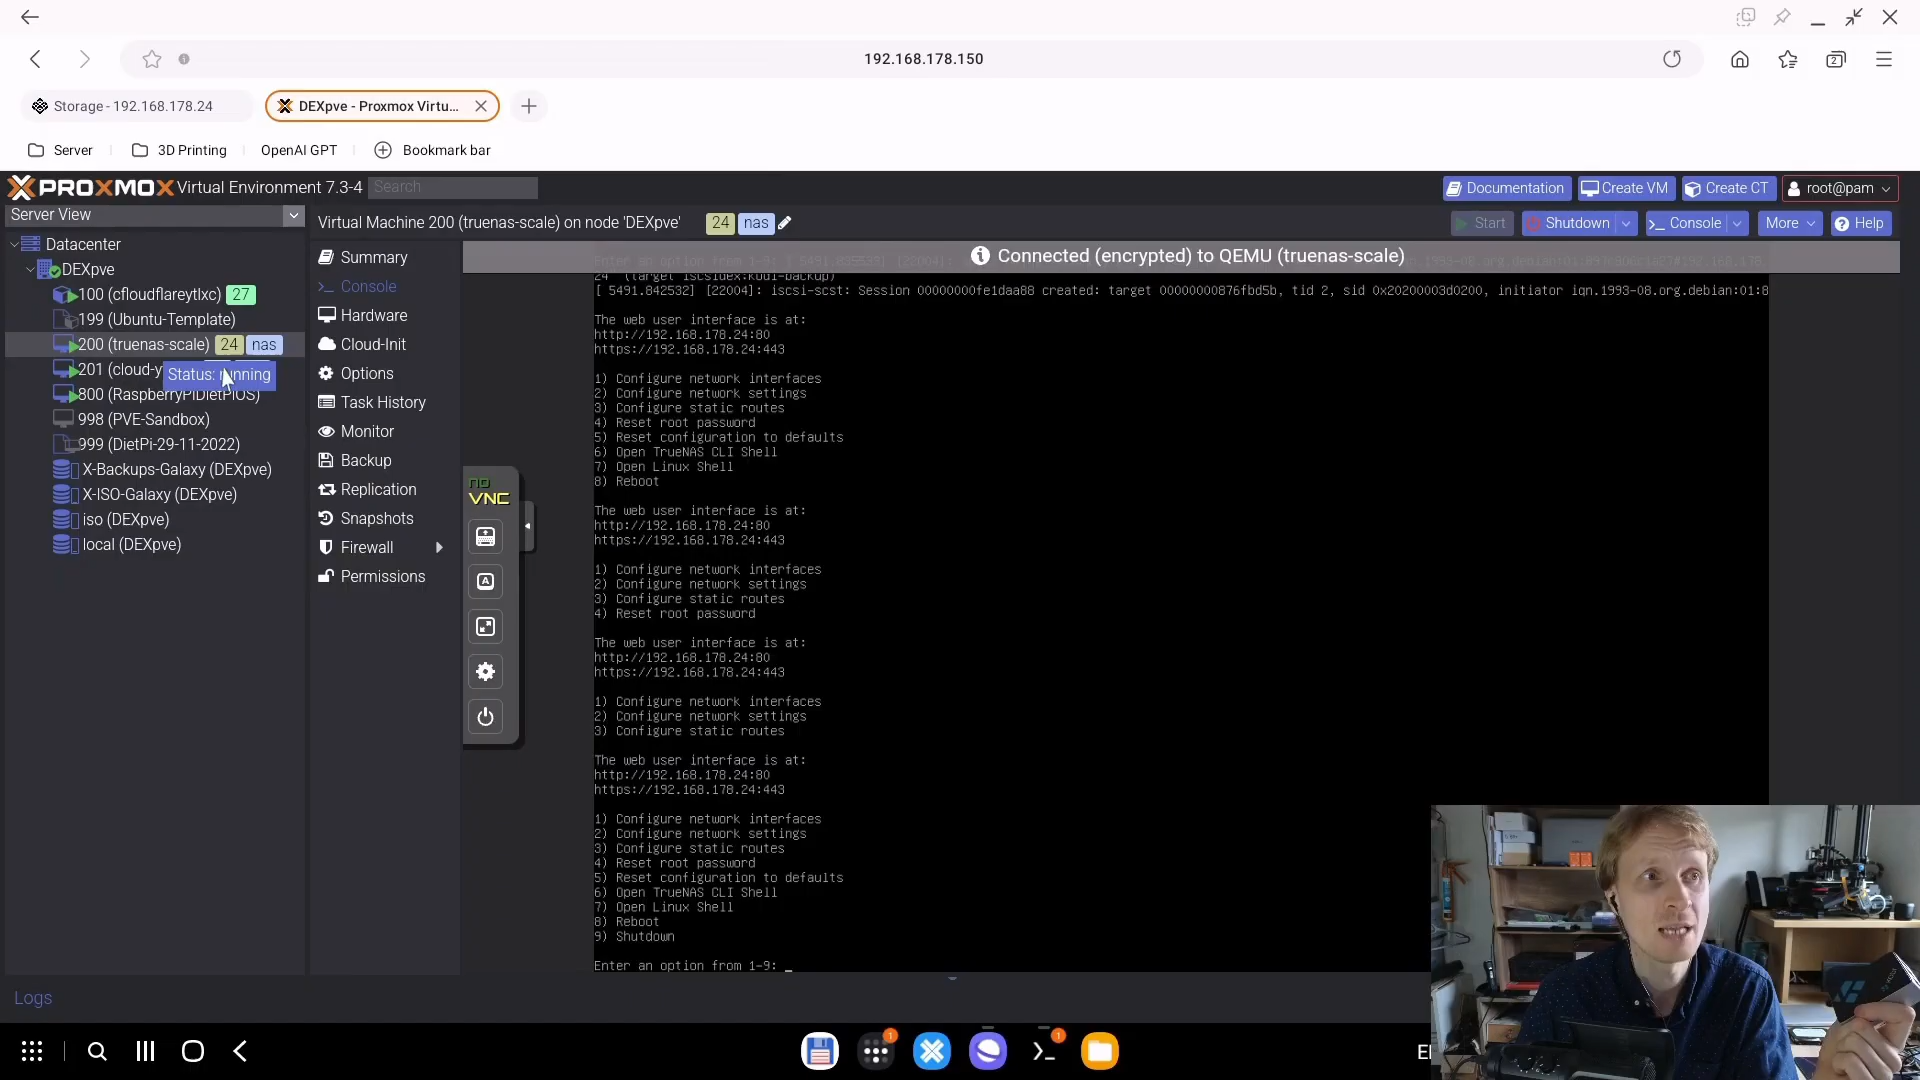 192.168.178.150
2
Storage - 192.168.178.24
DEXpve - Proxmox Virtu...
Server
3D Printing
OpenAI GPT
Bookmark bar
PROXMOX Virtual Environment 7.3-4
Search
Documentation
Create VM
Create CT
root@pam
Server View
Virtual Machine 200 (truenas-scale) on node 'DEXpve'
24 nas
Start
Shutdown
Console
More
Help
Datacenter
DEXpve
100 (cfloudflareytlxc) 27
199 (Ubuntu-Template)
200 (truenas-scale) 24 nas
201 (cloud-y
Status: running
800 (RaspberryPiDietPiOS)
998 (PVE-Sandbox)
999 (DietPi-29-11-2022)
X-Backups-Galaxy (DEXpve)
X-ISO-Galaxy (DEXpve)
iso (DEXpve)
local (DEXpve)
Summary
Console
Hardware
Cloud-Init
Options
Task History
Monitor
Backup
Replication
Snapshots
Firewall
Permissions
no
VNC
A
Connected (encrypted) to QEMU (truenas-scale)
24 (target iscsidex:kodi-backup)
[ 5491.842532] [22004]: iscsi-scst: Session 00000000fe1daa88 created: target 00000000876fbd5b, tid 2, sid 0x20200003d0200, initiator iqn.1993-08.org.debian:01:8
The web user interface is at:
http://192.168.178.24:80
https://192.168.178.24:443
1) Configure network interfaces
2) Configure network settings
3) Configure static routes
4) Reset root password
5) Reset configuration to defaults
6) Open TrueNAS CLI Shell
7) Open Linux Shell
8) Reboot
The web user interface is at:
http://192.168.178.24:80
https://192.168.178.24:443
1) Configure network interfaces
2) Configure network settings
3) Configure static routes
4) Reset root password
The web user interface is at:
http://192.168.178.24:80
https://192.168.178.24:443
1) Configure network interfaces
2) Configure network settings
3) Configure static routes
The web user interface is at:
http://192.168.178.24:80
https://192.168.178.24:443
1) Configure network interfaces
2) Configure network settings
3) Configure static routes
4) Reset root password
5) Reset configuration to defaults
6) Open TrueNAS CLI Shell
7) Open Linux Shell
8) Reboot
9) Shutdown
Enter an option from 1-9: _
Logs
1
1